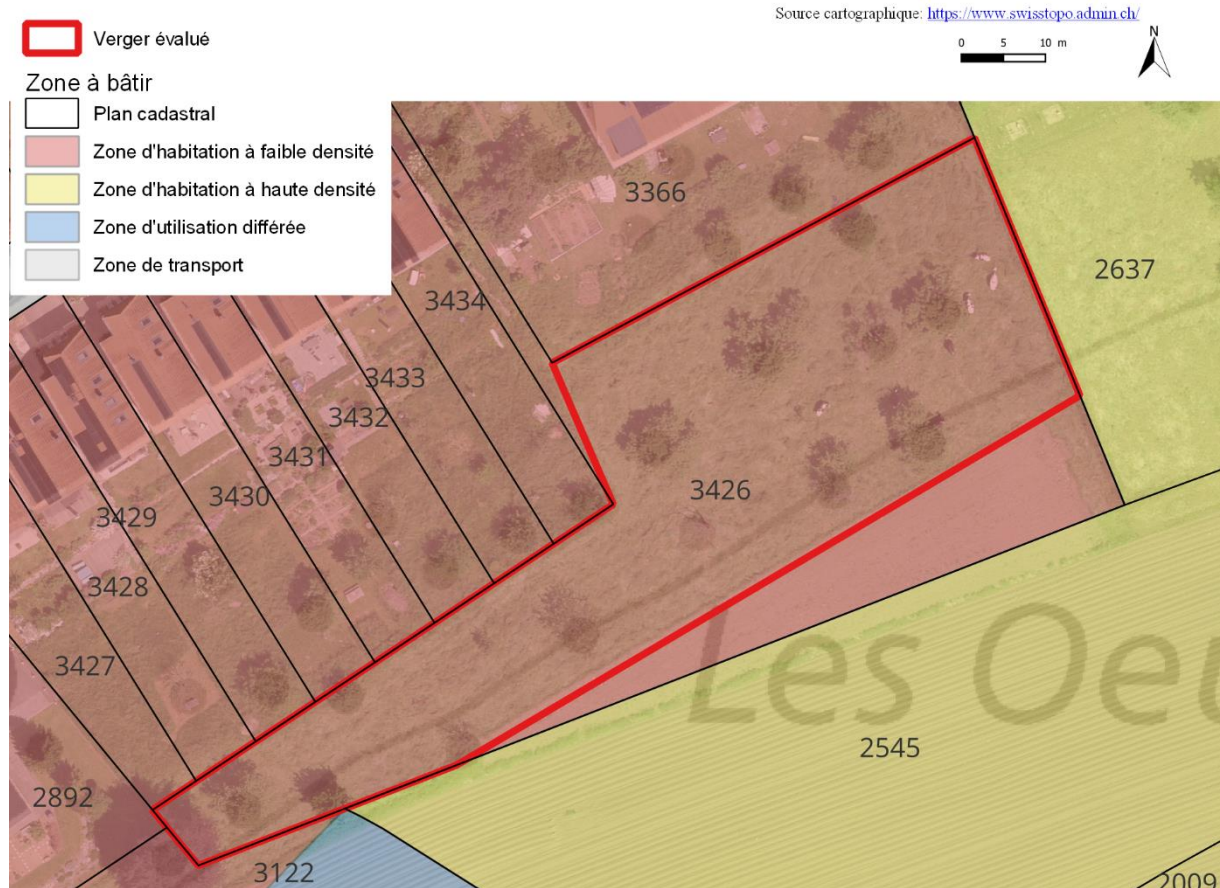 Source cartographique: https://www.swisstopo.admin.ch/
Verger évalué
0 5 10 m
N
Zone à bâtir
Plan cadastral
Zone d'habitation à faible densité
Zone d'habitation à haute densité
Zone d'utilisation différée
Zone de transport
3366
2637
3434
3433
3432
3431
3430
3426
3429
3428
3427
Les Oeu
2545
2892
3122
2009